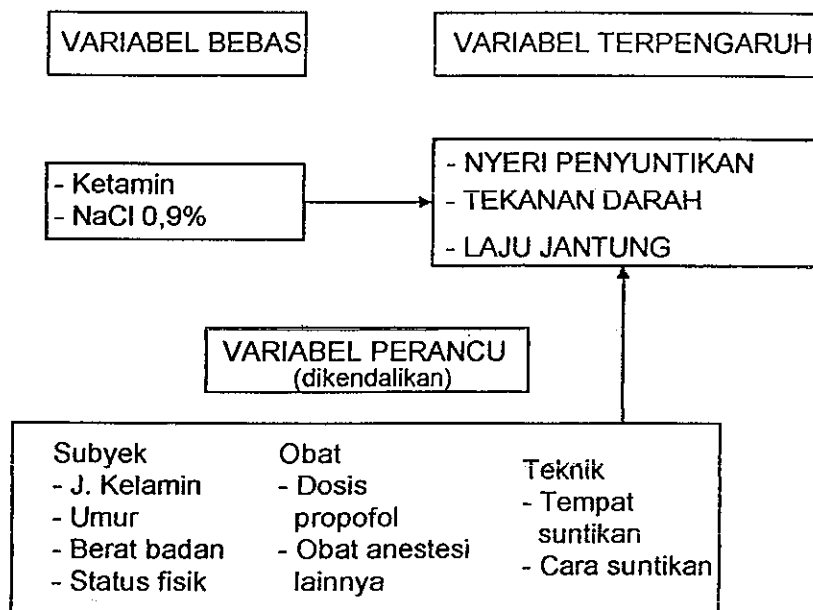 VARIABEL BEBAS
VARIABEL TERPENGARUH
- Ketamin
- NaCl 0,9%
- NYERI PENYUNTIKAN
- TEKANAN DARAH
- LAJU JANTUNG
VARIABEL PERANCU
(dikendalikan)
Subyek
- J. Kelamin
- Umur
- Berat badan
- Status fisik
Obat
- Dosis
propofol
- Obat anestesi
lainnya
Teknik
- Tempat
suntikan
- Cara suntikan